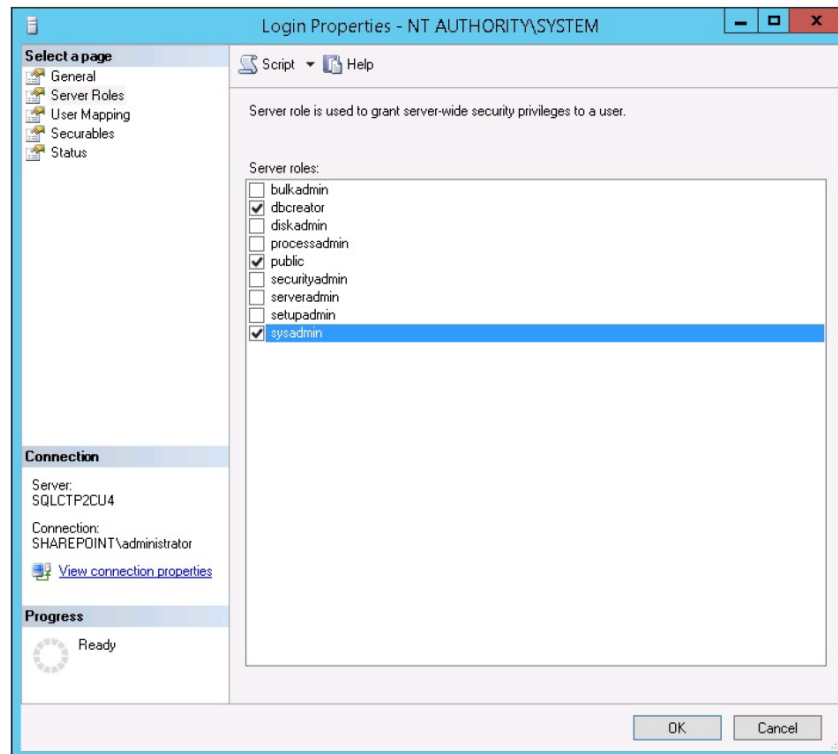 Login Properties - NT AUTHORITY\SYSTEM
Select a page
General
Server Roles
User Mapping
Securables
Status
Script
Help
Server role is used to grant server-wide security privileges to a user.
Server roles:
bulkadmin
dbcreator
diskadmin
processadmin
public
securityadmin
serveradmin
setupadmin
sysadmin
Connection
Server:
SQLCTP2CU4
Connection:
SHAREPOINT\administrator
View connection properties
Progress
Ready
OK
Cancel